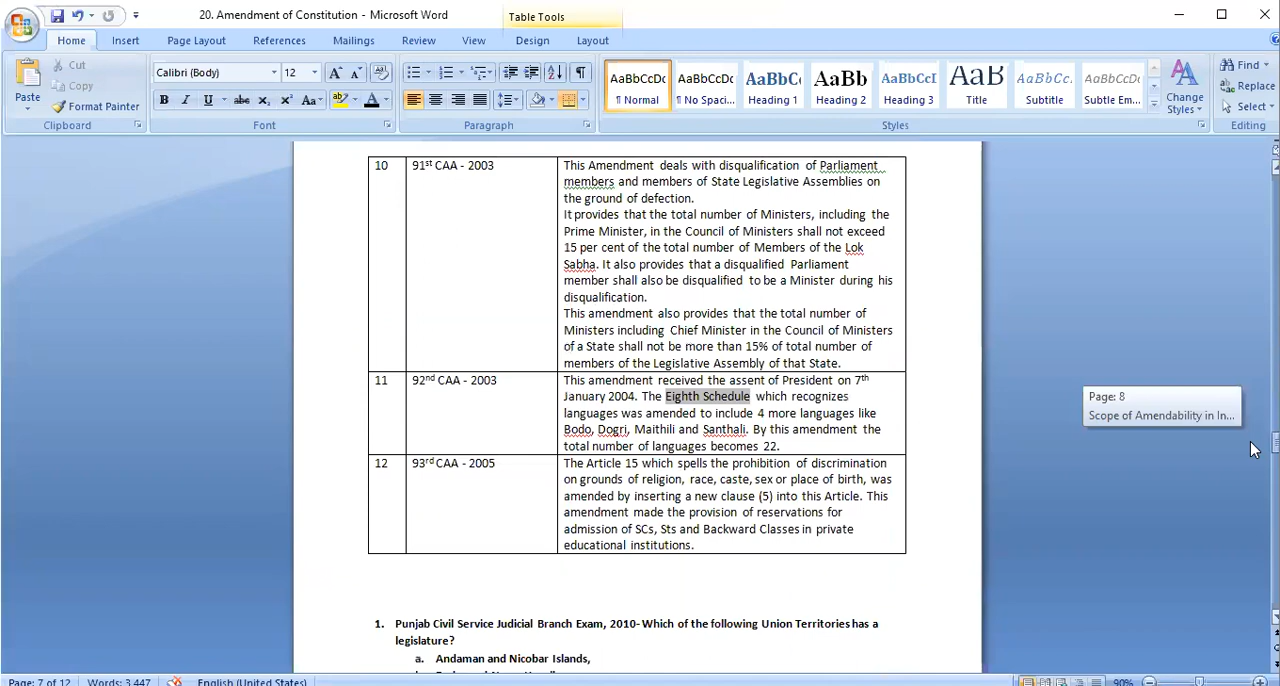 20. Amendment of Constitution - Microsoft Word
Table Tools
Home Insert Page Layout References Mailings Review View Design Layout
Paste
Cut
Copy
Format Painter
Clipboard
Calibri (Body) 12
Font
Paragraph
AaBbCcDc AaBbCcDc AaBbC AaBb AaBbCcI AaB AaBbCc. AaBbCcDc
¶ Normal ¶ No Spaci... Heading 1 Heading 2 Heading 3 Title Subtitle Subtle Em...
Change
Styles
Styles
Find
Replace
Select
Editing
10 91st CAA - 2003 This Amendment deals with disqualification of Parliament
members and members of State Legislative Assemblies on
the ground of defection.
It provides that the total number of Ministers, including the
Prime Minister, in the Council of Ministers shall not exceed
15 per cent of the total number of Members of the Lok
Sabha. It also provides that a disqualified Parliament
member shall also be disqualified to be a Minister during his
disqualification.
This amendment also provides that the total number of
Ministers including Chief Minister in the Council of Ministers
of a State shall not be more than 15% of total number of
members of the Legislative Assembly of that State.
11 92nd CAA - 2003 This amendment received the assent of President on 7th
January 2004. The Eighth Schedule which recognizes
languages was amended to include 4 more languages like
Bodo, Dogri, Maithili and Santhali. By this amendment the
total number of languages becomes 22.
12 93rd CAA - 2005 The Article 15 which spells the prohibition of discrimination
on grounds of religion, race, caste, sex or place of birth, was
amended by inserting a new clause (5) into this Article. This
amendment made the provision of reservations for
admission of SCs, Sts and Backward Classes in private
educational institutions.
Page: 8
Scope of Amendability in In...
1. Punjab Civil Service Judicial Branch Exam, 2010- Which of the following Union Territories has a
legislature?
a. Andaman and Nicobar Islands,
Page: 7 of 12 Words: 3,447 English (United States) 90%